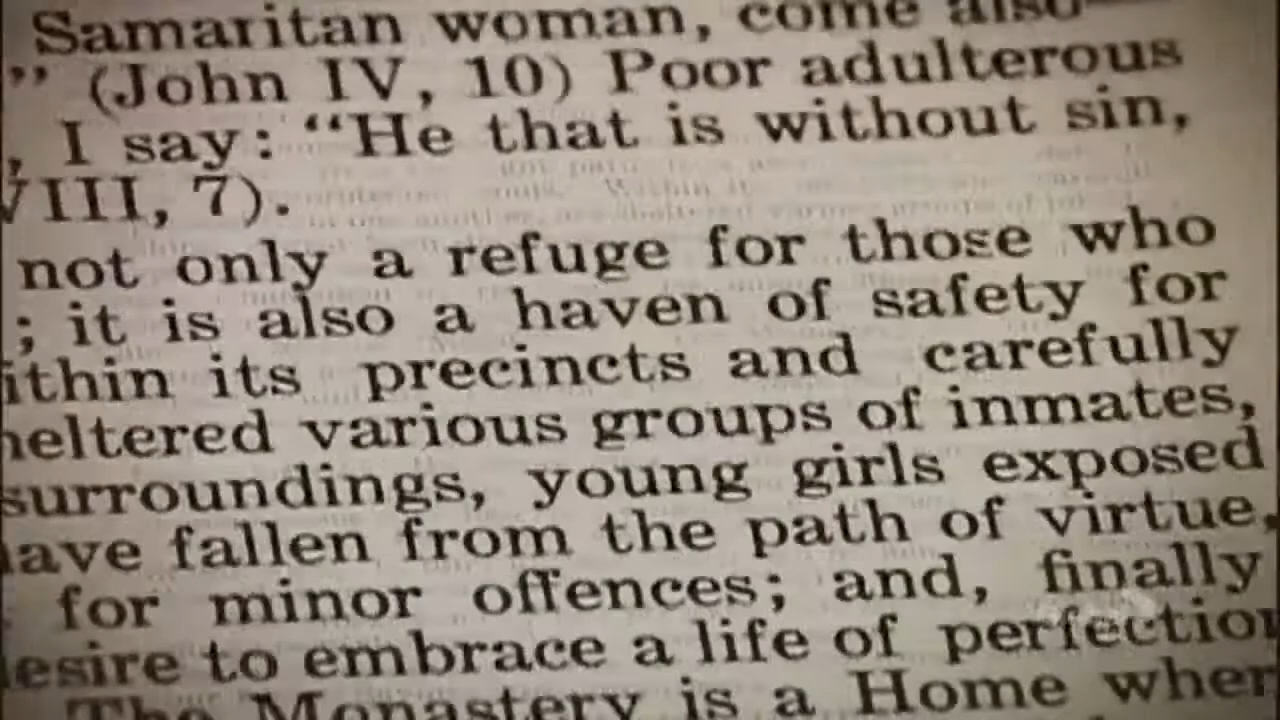 Samaritan woman, come also
" (John IV, 10) Poor adulterous
, I say: "He that is without sin,
VIII, 7).
not only a refuge for those who
; it is also a haven of safety for
ithin its precincts and carefully
heltered various groups of inmates,
surroundings, young girls exposed
have fallen from the path of virtue,
for minor offences; and, finally
desire to embrace a life of perfection
The Monastery is a Home wher